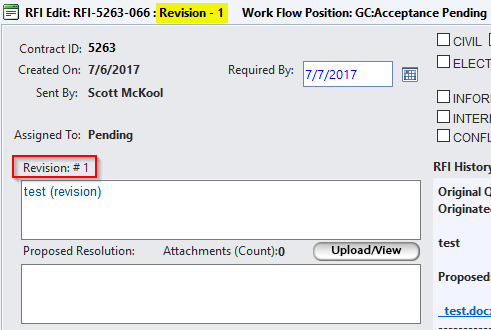 RFI Edit: RFI-5263-066 : Revision - 1 Work Flow Position: GC:Acceptance Pending
Contract ID: 5263
Created On: 7/6/2017 Required By: 7/7/2017
Sent By: Scott McKool
Assigned To: Pending
Revision: # 1
test (revision)
Proposed Resolution: Attachments (Count):0 Upload/View
CIVIL
ELECT
INFOR
INTER
CONFL
RFI History
Original Q
Originate
test
Proposed
test.doc